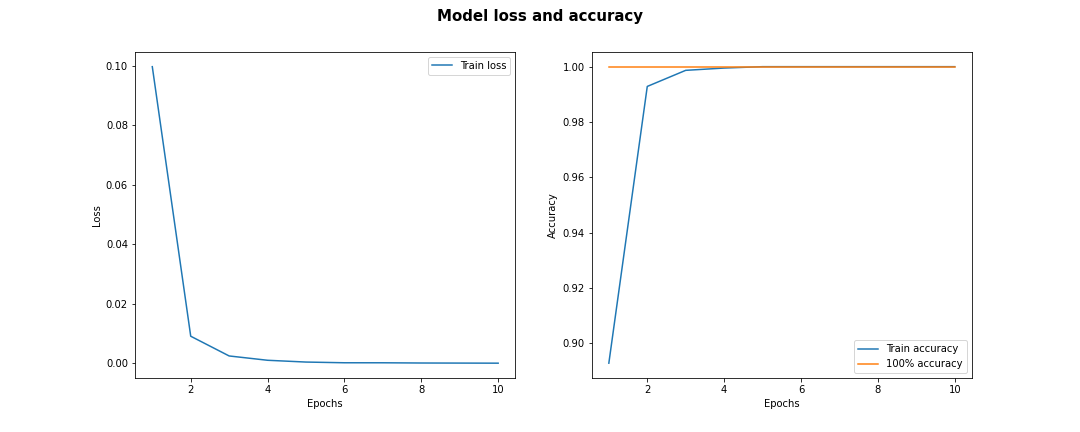 Model loss and accuracy
0.10
0.08
0.06
0.04
0.02
0.00
Loss
2 4 6 8 10
Epochs
Train loss
1.00
0.98
0.96
0.94
0.92
0.90
Accuracy
2 4 6 8 10
Epochs
Train accuracy
100% accuracy